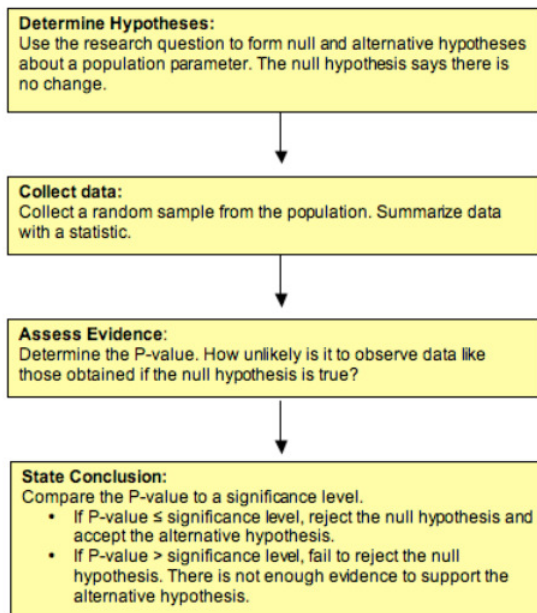 Determine Hypotheses:
Use the research question to form null and alternative hypotheses
about a population parameter. The null hypothesis says there is
no change.
Collect data:
Collect a random sample from the population. Summarize data
with a statistic.
Assess Evidence:
Determine the P-value. How unlikely is it to observe data like
those obtained if the null hypothesis is true?
State Conclusion:
Compare the P-value to a significance level.
• If P-value ≤ significance level, reject the null hypothesis and
accept the alternative hypothesis.
• If P-value > significance level, fail to reject the null
hypothesis. There is not enough evidence to support the
alternative hypothesis.